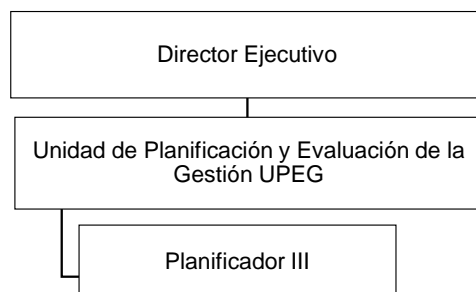 Director Ejecutivo
Unidad de Planificación y Evaluación de la
Gestión UPEG
Planificador III